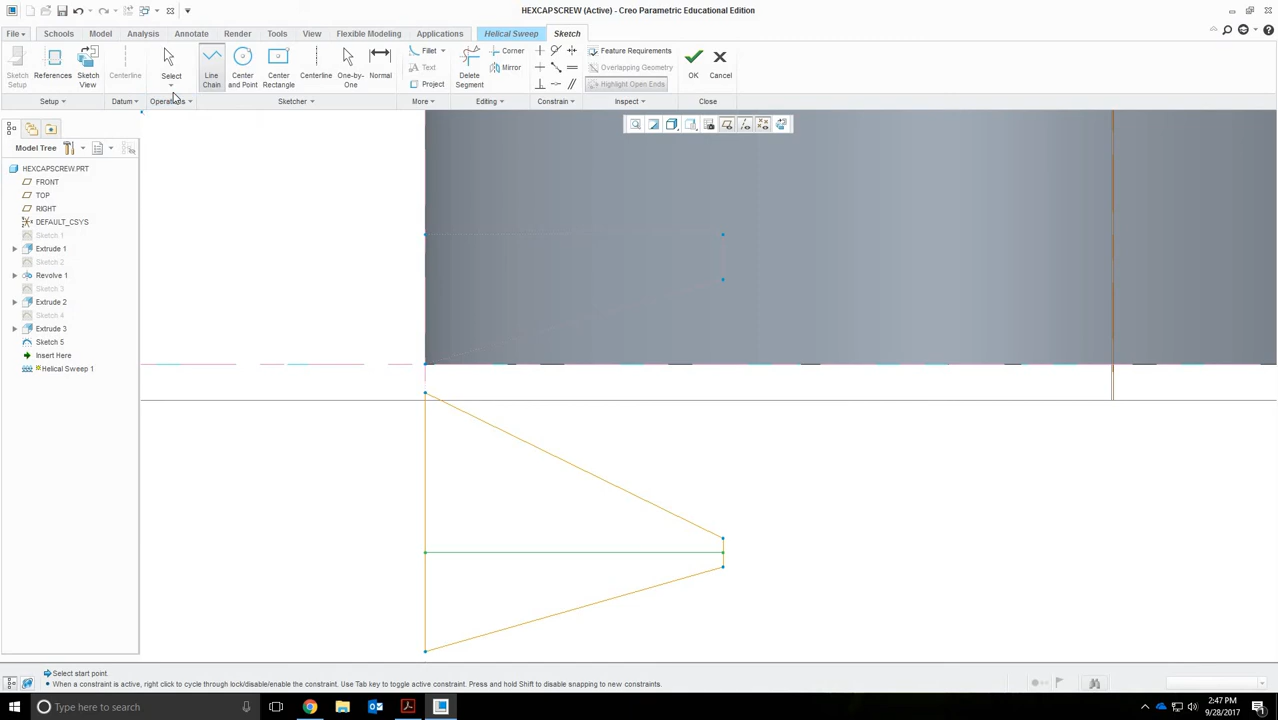 HEXCAPSCREW (Active) - Creo Parametric Educational Edition
File Schools Model Analysis Annotate Render Tools View Flexible Modeling Applications Helical Sweep Sketch
Sketch Setup References Sketch View Centerline Select Line Chain Center and Point Center Rectangle Centerline One-by-One Normal Fillet Text Project Delete Segment Corner Mirror Feature Requirements Overlapping Geometry Highlight Open Ends OK Cancel
Setup Datum Operations Sketcher More Editing Constrain Inspect Close
Model Tree
HEXCAPSCREW.PRT
FRONT
TOP
RIGHT
DEFAULT_CSYS
Sketch 1
Extrude 1
Sketch 2
Revolve 1
Sketch 3
Extrude 2
Sketch 4
Extrude 3
Sketch 5
Insert Here
Helical Sweep 1
Select start point.
When a constraint is active, right click to cycle through lock/disable/enable the constraint. Use Tab key to toggle active constraint. Press and hold Shift to disable snapping to new constraints.
Type here to search
2:47 PM
9/28/2017